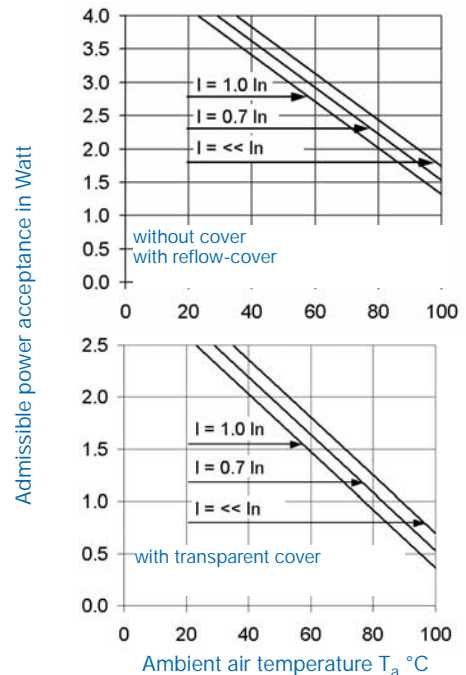 Admissible power acceptance in Watt
4.0
3.5
3.0
2.5
2.0
1.5
1.0
0.5
0.0
I = 1.0 In
I = 0.7 In
I = << In
without cover
with reflow-cover
0 20 40 60 80 100
2.5
2.0
1.5
1.0
0.5
0.0
I = 1.0 In
I = 0.7 In
I = << In
with transparent cover
0 20 40 60 80 100
Ambient air temperature Ta °C